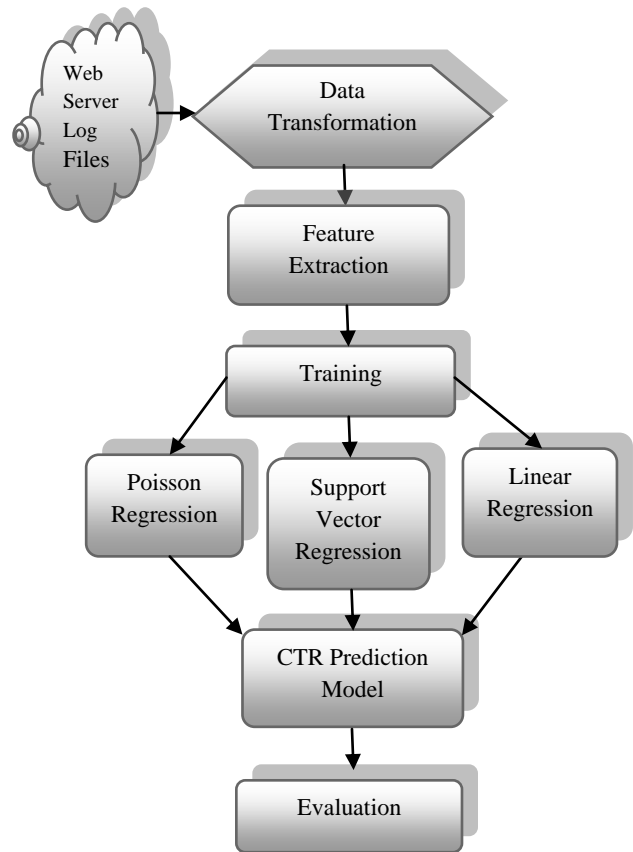 Web
Server
Log
Files
Data
Transformation
Feature
Extraction
Training
Poisson
Regression
Support
Vector
Regression
Linear
Regression
CTR Prediction
Model
Evaluation